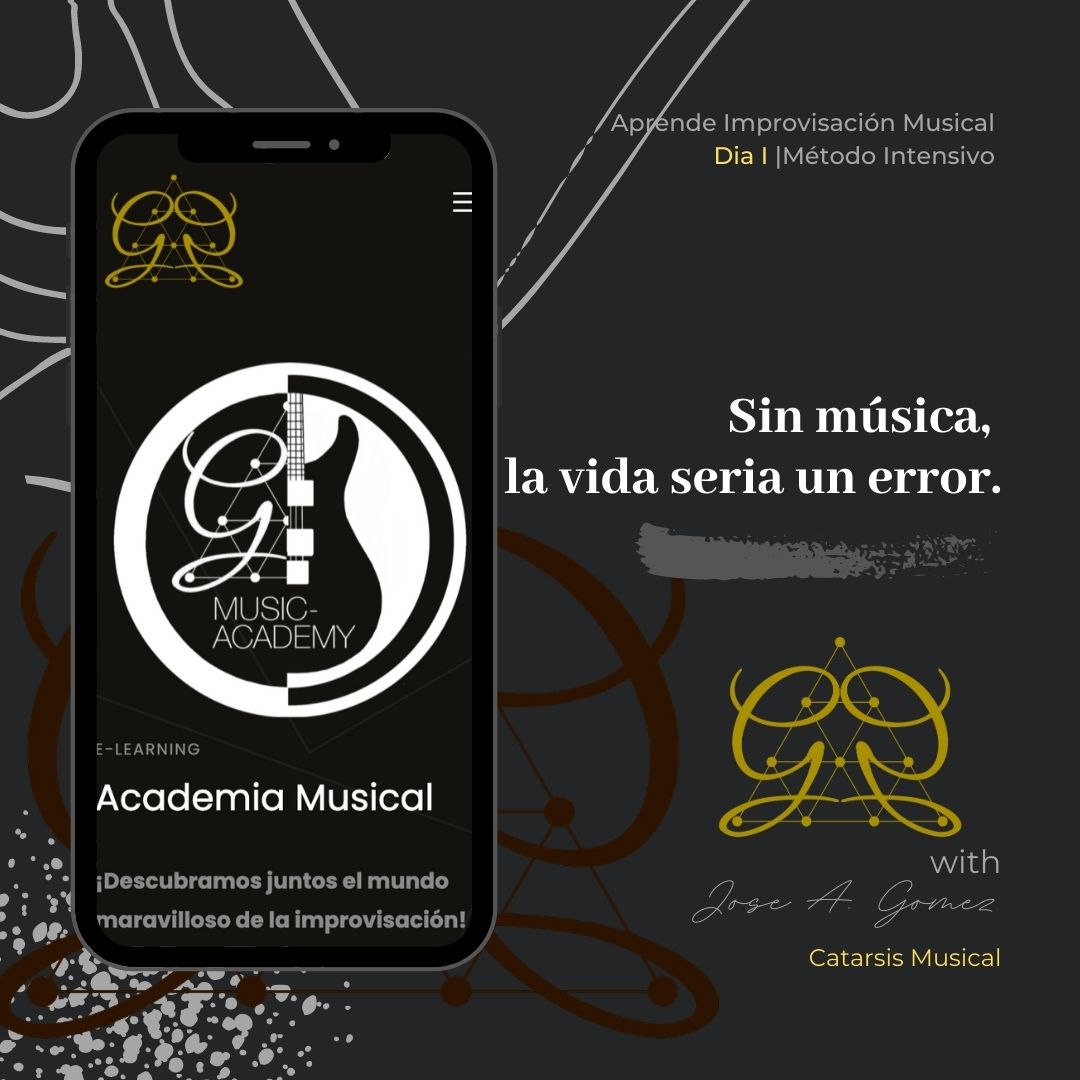 Aprende Improvisación Musical
Dia I |Método Intensivo
Sin música,
la vida seria un error.
MUSIC-
ACADEMY
E-LEARNING
Academia Musical
¡Descubramos juntos el mundo
maravilloso de la improvisación!
with
Jose A. Gomez
Catarsis Musical